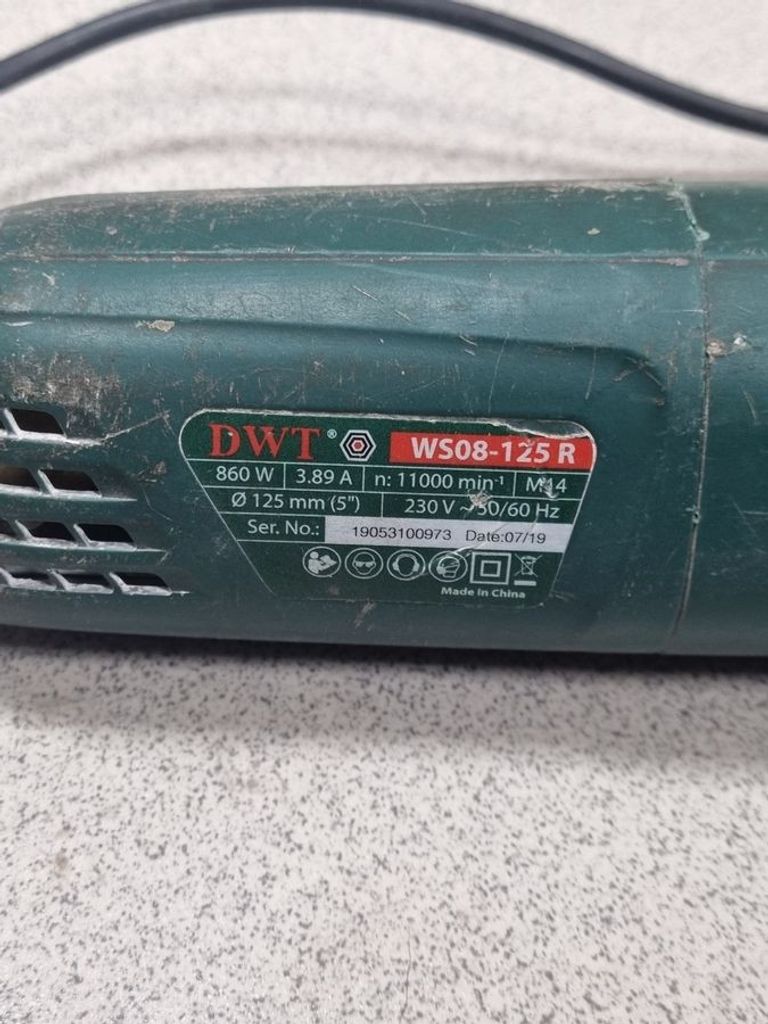 DWT® WS08-125 R
860 W 3.89 A n: 11000 min⁻¹ M14
Ø 125 mm (5") 230 V ~ 50/60 Hz
Ser. No.: 19053100973 Date:07/19
Made in China